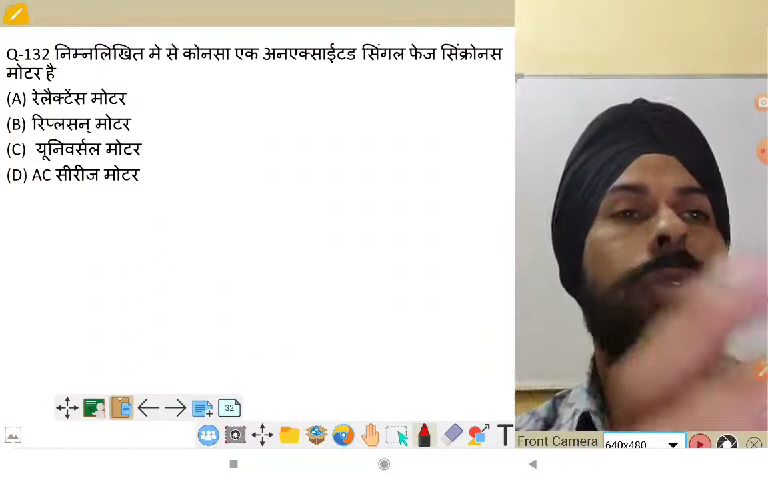 Q-132 निम्नलिखित मे से कोनसा एक अनएक्साईटड सिंगल फेज सिंक्रोनस
मोटर है
(A) रेलैक्टेंस मोटर
(B) रिप्लसन् मोटर
(C) यूनिवर्सल मोटर
(D) AC सीरीज मोटर
32
T
Front Camera
640x480